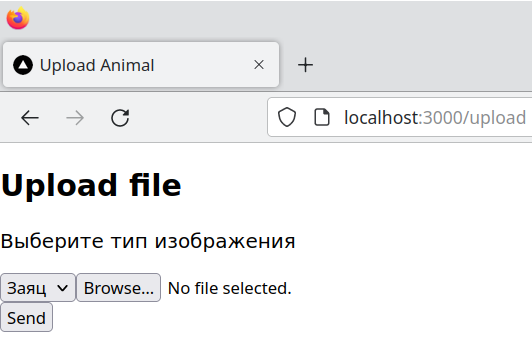 Upload Animal
localhost:3000/upload
Upload file
Выберите тип изображения
Заяц Browse... No file selected.
Send